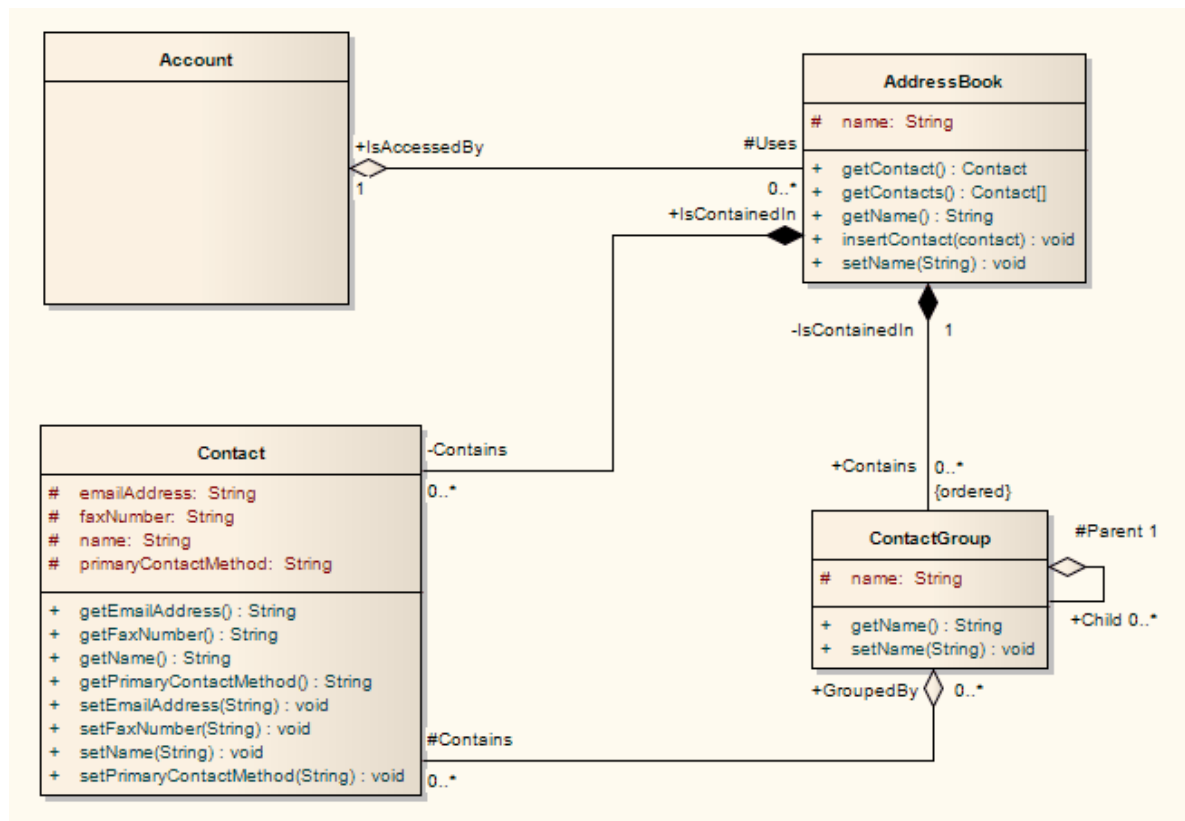 Account
AddressBook
# name: String
+ getContact() : Contact
+ getContacts() : Contact[]
+ getName() : String
+ insertContact(contact) : void
+ setName(String) : void
+IsAccessedBy
#Uses
1
0..*
+IsContainedIn
-IsContainedIn 1
Contact
# emailAddress: String
# faxNumber: String
# name: String
# primaryContactMethod: String
+ getEmailAddress() : String
+ getFaxNumber() : String
+ getName() : String
+ getPrimaryContactMethod() : String
+ setEmailAddress(String) : void
+ setFaxNumber(String) : void
+ setName(String) : void
+ setPrimaryContactMethod(String) : void
-Contains
0..*
+Contains 0..*
{ordered}
ContactGroup
# name: String
+ getName() : String
+ setName(String) : void
#Parent 1
+Child 0..*
+GroupedBy 0..*
#Contains
0..*